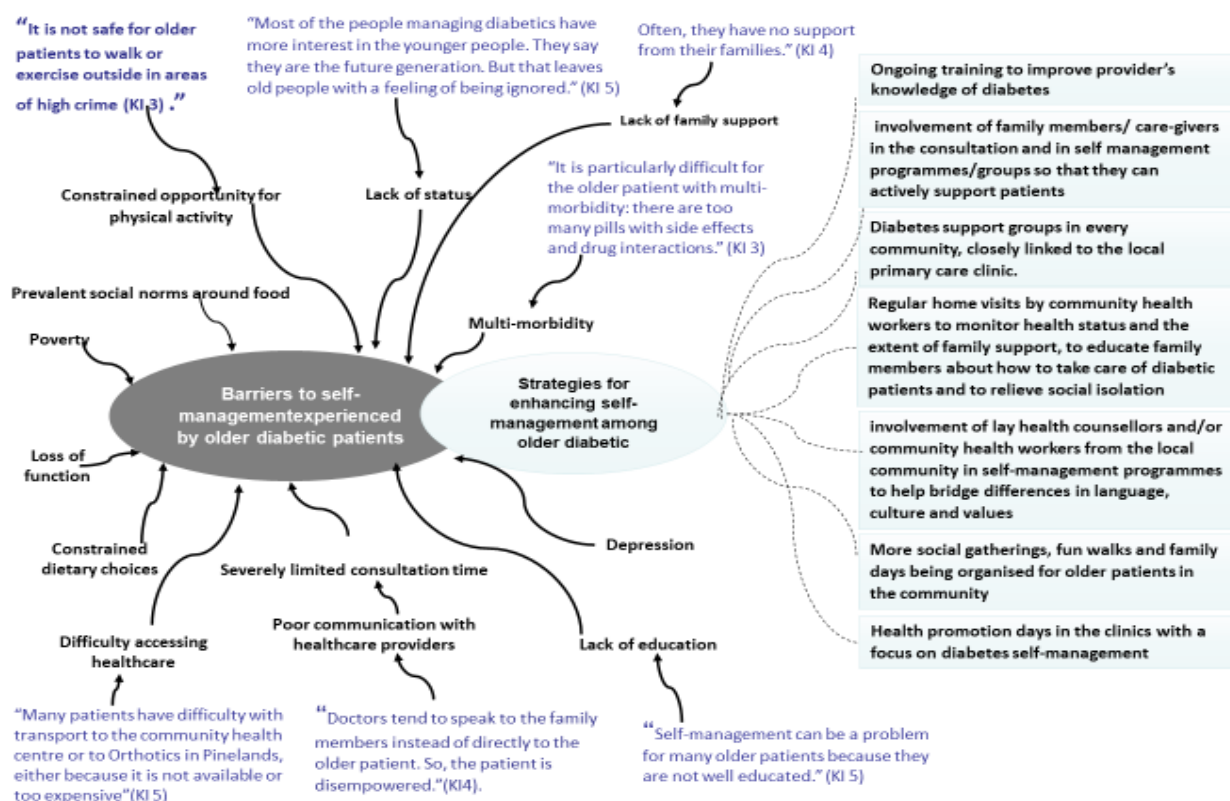 “It is not safe for older
patients to walk or
exercise outside in areas
of high crime (KI 3) .”
“Most of the people managing diabetics have
more interest in the younger people. They say
they are the future generation. But that leaves
old people with a feeling of being ignored.” (KI 5)
Often, they have no support
from their families.” (KI 4)
Lack of family support
Constrained opportunity for
physical activity
Lack of status
“It is particularly difficult for
the older patient with multi-
morbidity: there are too
many pills with side effects
and drug interactions.” (KI 3)
Prevalent social norms around food
Poverty
Multi-morbidity
Barriers to self-
managementexperienced
by older diabetic patients
Strategies for
enhancing self-
management among
older diabetic
Loss of
function
Constrained
dietary choices
Severely limited consultation time
Depression
Difficulty accessing
healthcare
Poor communication with
healthcare providers
Lack of education
“Many patients have difficulty with
transport to the community health
centre or to Orthotics in Pinelands,
either because it is not available or
too expensive”(KI 5)
“Doctors tend to speak to the family
members instead of directly to the
older patient. So, the patient is
disempowered.”(KI4).
“Self-management can be a problem
for many older patients because they
are not well educated.” (KI 5)
Ongoing training to improve provider’s
knowledge of diabetes
involvement of family members/ care-givers
in the consultation and in self management
programmes/groups so that they can
actively support patients
Diabetes support groups in every
community, closely linked to the local
primary care clinic.
Regular home visits by community health
workers to monitor health status and the
extent of family support, to educate family
members about how to take care of diabetic
patients and to relieve social isolation
involvement of lay health counsellors and/or
community health workers from the local
community in self-management programmes
to help bridge differences in language,
culture and values
More social gatherings, fun walks and family
days being organised for older patients in
the community
Health promotion days in the clinics with a
focus on diabetes self-management